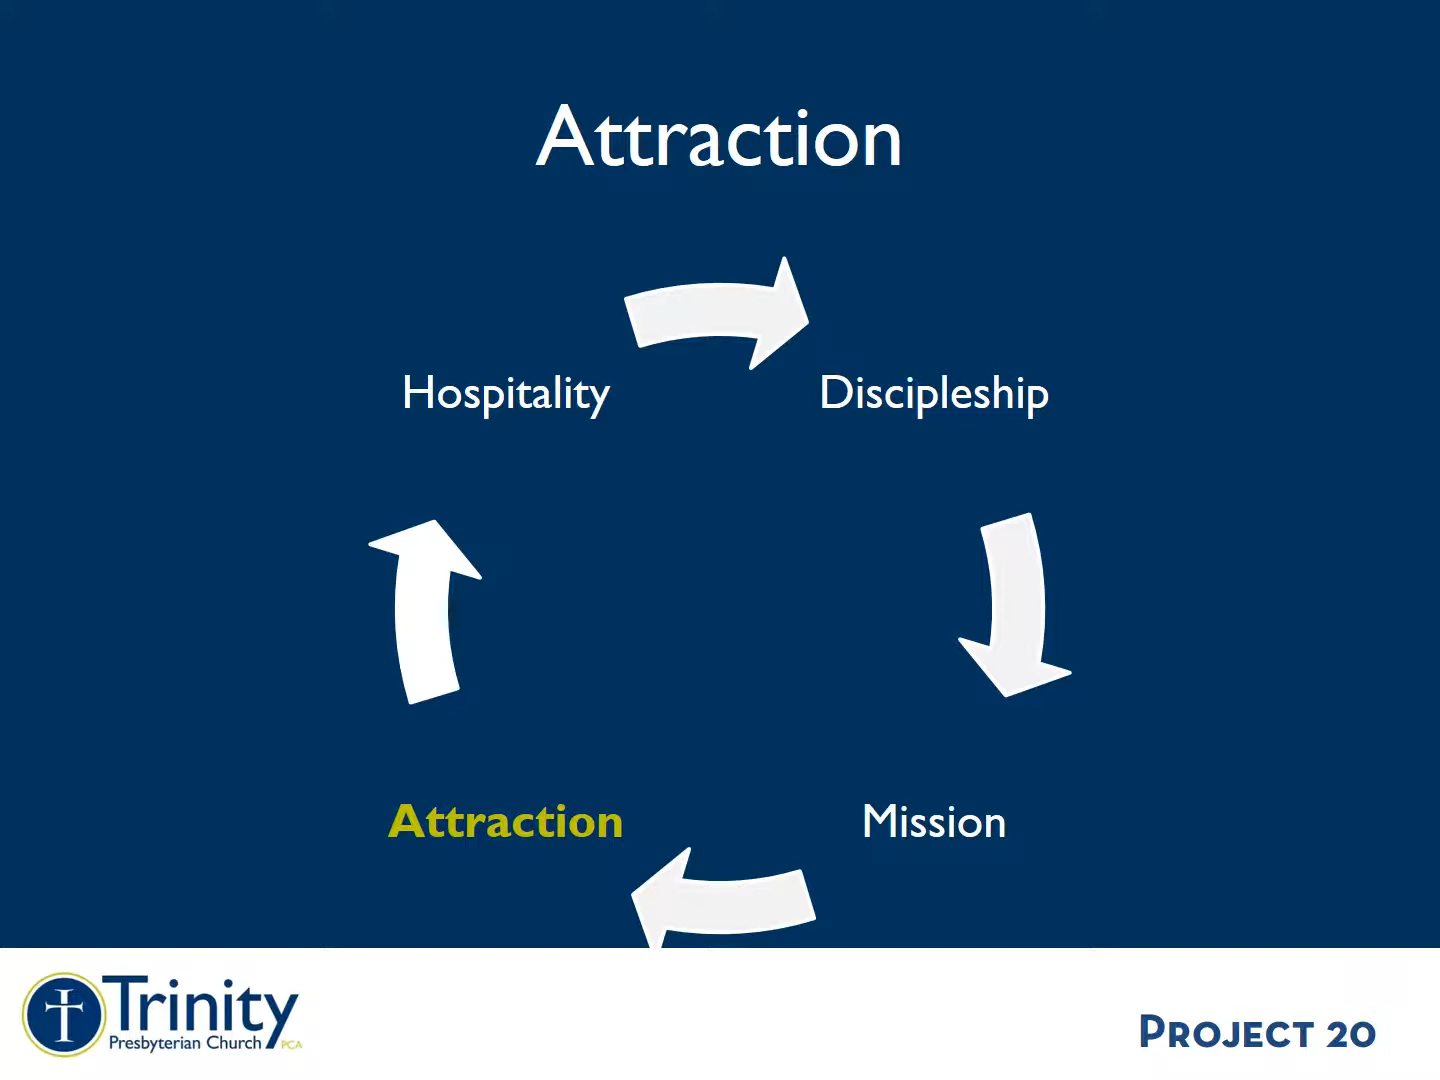 Attraction
Hospitality
Discipleship
Attraction
Mission
Trinity
Presbyterian Church PCA
PROJECT 20